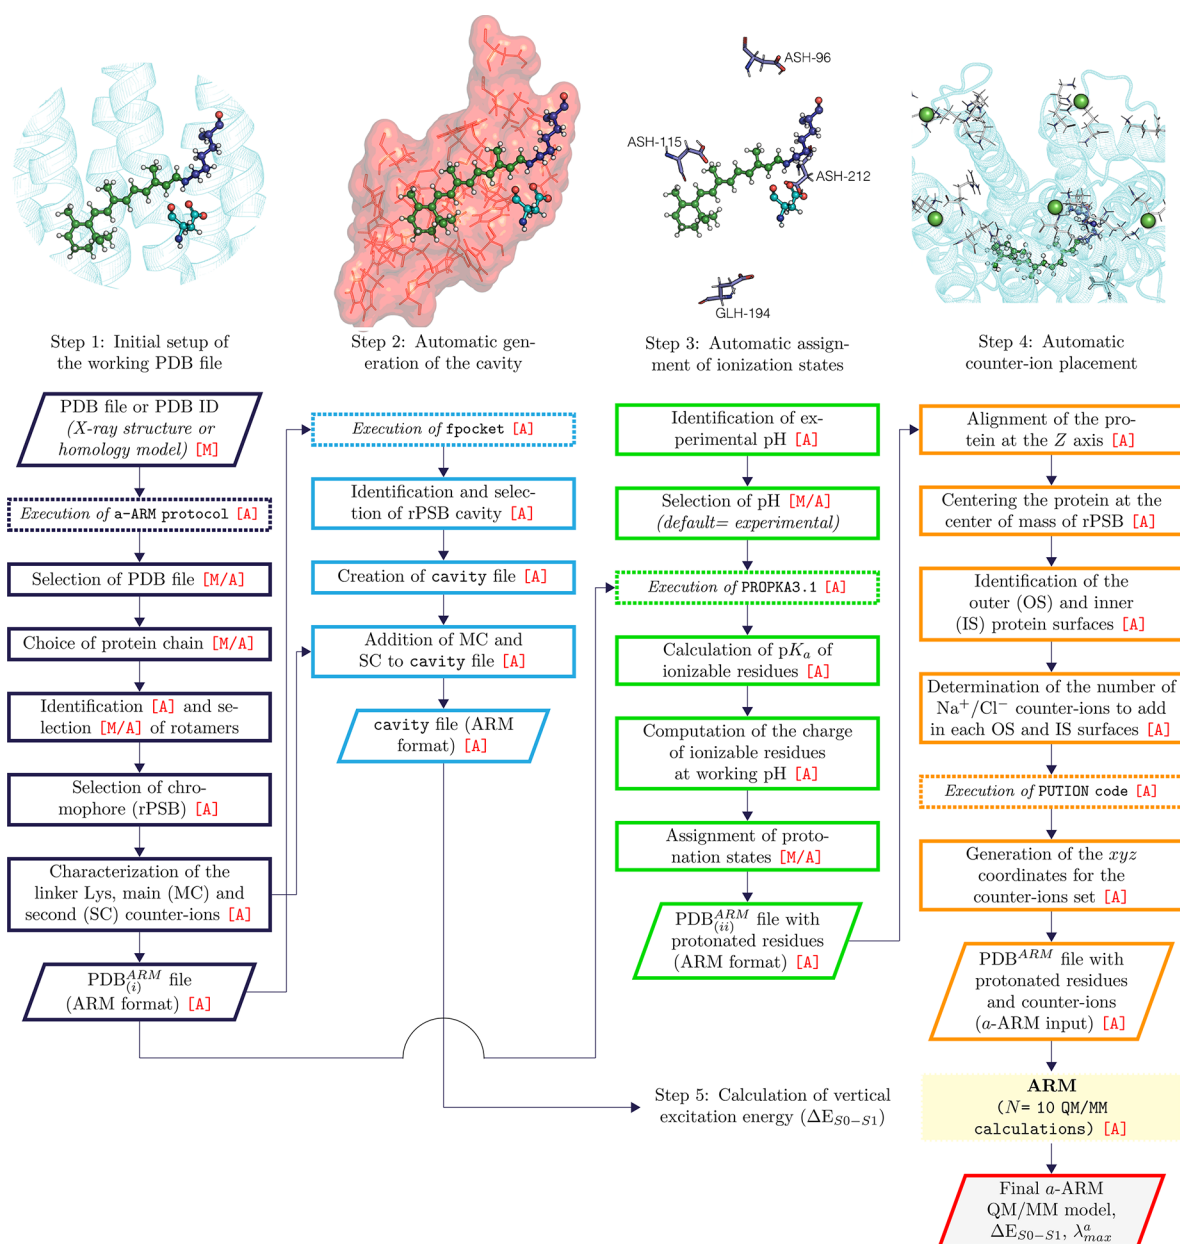 ASH-96
ASH-115
ASH-212
GLH-194
Step 1: Initial setup of
the working PDB file
Step 2: Automatic gen-
eration of the cavity
Step 3: Automatic assign-
ment of ionization states
Step 4: Automatic
counter-ion placement
PDB file or PDB ID
(X-ray structure or
homology model) [M]
Execution of a-ARM protocol [A]
Selection of PDB file [M/A]
Choice of protein chain [M/A]
Identification [A] and se-
lection [M/A] of rotamers
Selection of chro-
mophore (rPSB) [A]
Characterization of the
linker Lys, main (MC) and
second (SC) counter-ions [A]
PDB$^{ARM}_{(i)}$ file
(ARM format) [A]
Execution of fpocket [A]
Identification and selec-
tion of rPSB cavity [A]
Creation of cavity file [A]
Addition of MC and
SC to cavity file [A]
cavity file (ARM
format) [A]
Identification of ex-
perimental pH [A]
Selection of pH [M/A]
(default= experimental)
Execution of PROPKA3.1 [A]
Calculation of pK$_a$ of
ionizable residues [A]
Computation of the charge
of ionizable residues
at working pH [A]
Assignment of proto-
nation states [M/A]
PDB$^{ARM}_{(ii)}$ file with
protonated residues
(ARM format) [A]
Alignment of the pro-
tein at the Z axis [A]
Centering the protein at the
center of mass of rPSB [A]
Identification of the
outer (OS) and inner
(IS) protein surfaces [A]
Determination of the number of
Na⁺/Cl⁻ counter-ions to add
in each OS and IS surfaces [A]
Execution of PUTION code [A]
Generation of the xyz
coordinates for the
counter-ions set [A]
PDB$^{ARM}$ file with
protonated residues
and counter-ions
(a-ARM input) [A]
Step 5: Calculation of vertical
excitation energy (ΔE$_{S0-S1}$)
ARM
(N= 10 QM/MM
calculations) [A]
Final a-ARM
QM/MM model,
ΔE$_{S0-S1}$, λ$^a_{max}$